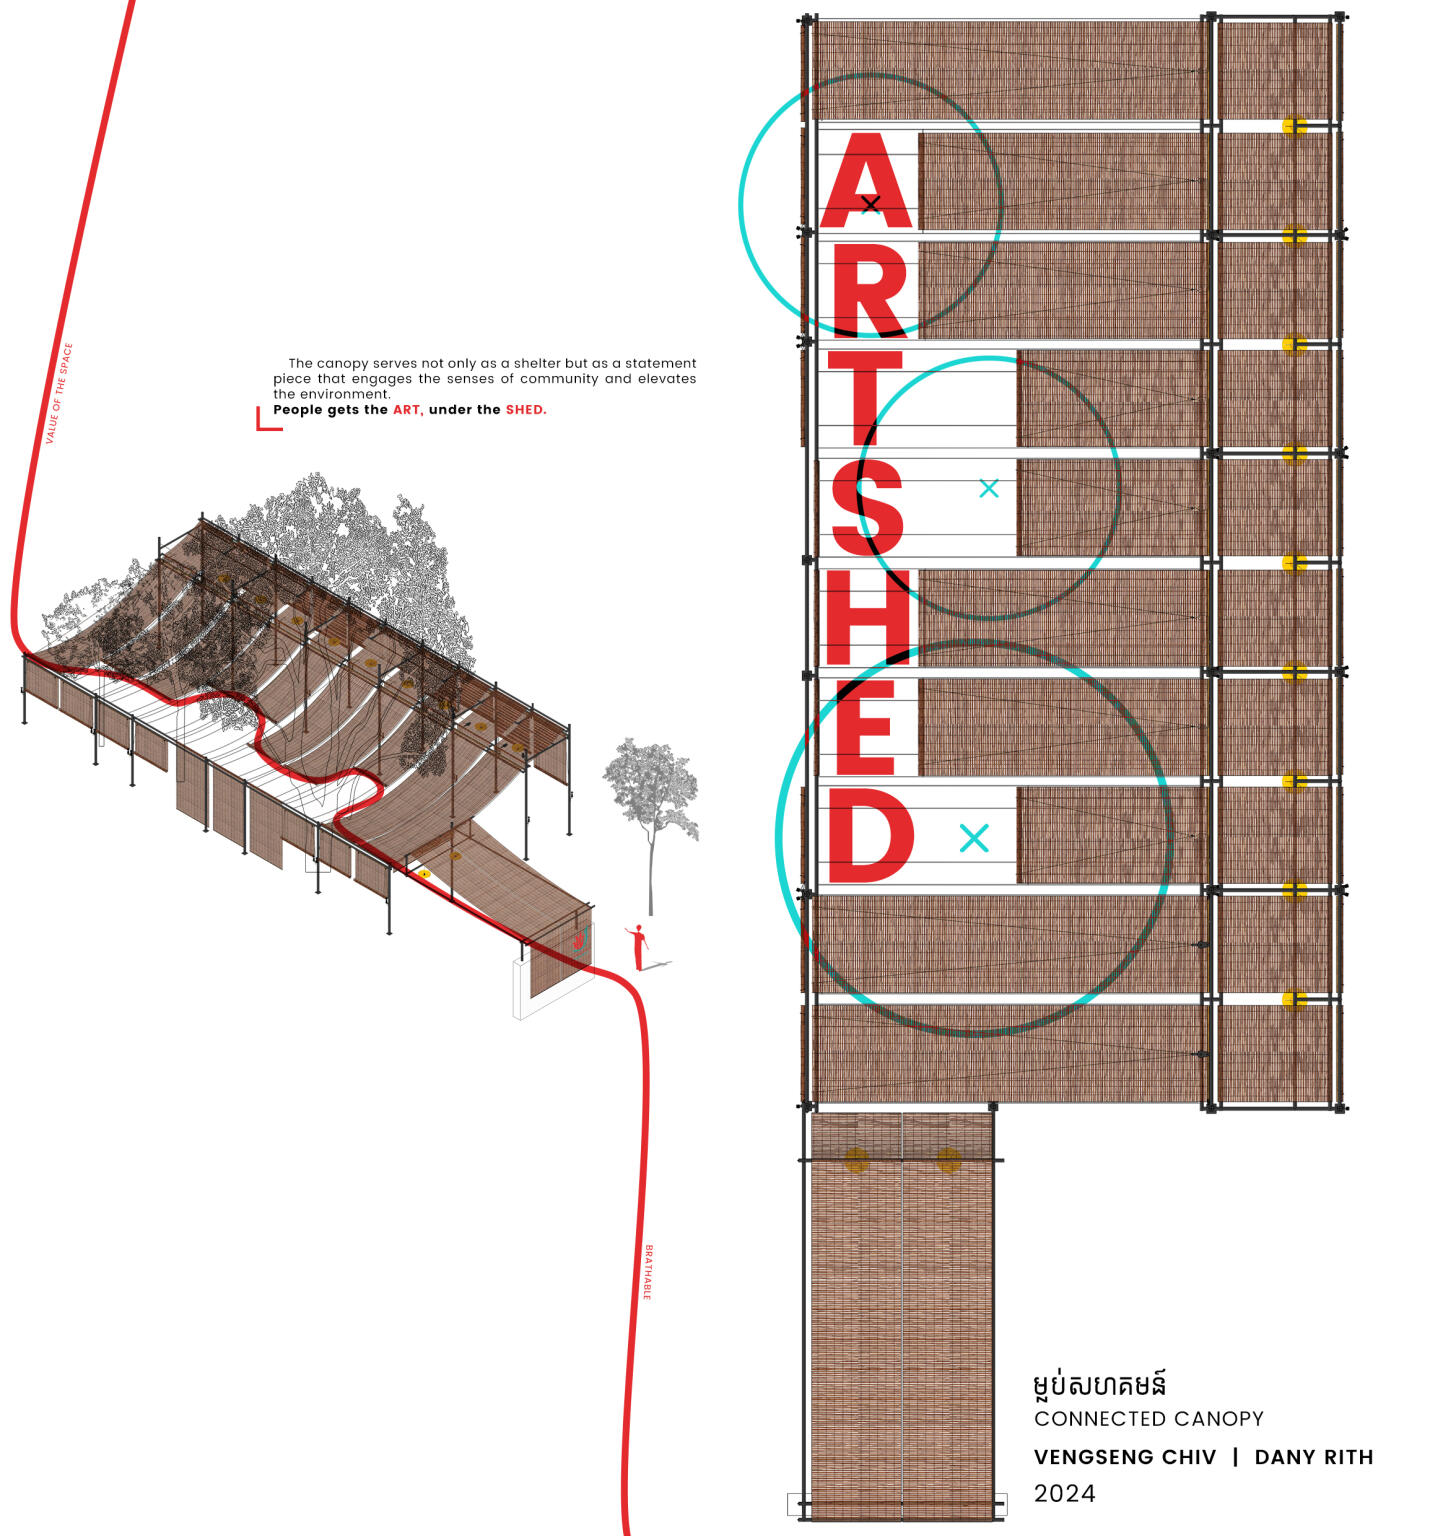 VALUE OF THE SPACE
The canopy serves not only as a shelter but as a statement
piece that engages the senses of community and elevates
the environment.
People gets the ART, under the SHED.
BRATHABLE
A
R
T
S
H
E
D
ម្លប់សហគមន៍
CONNECTED CANOPY
VENGSENG CHIV | DANY RITH
2024